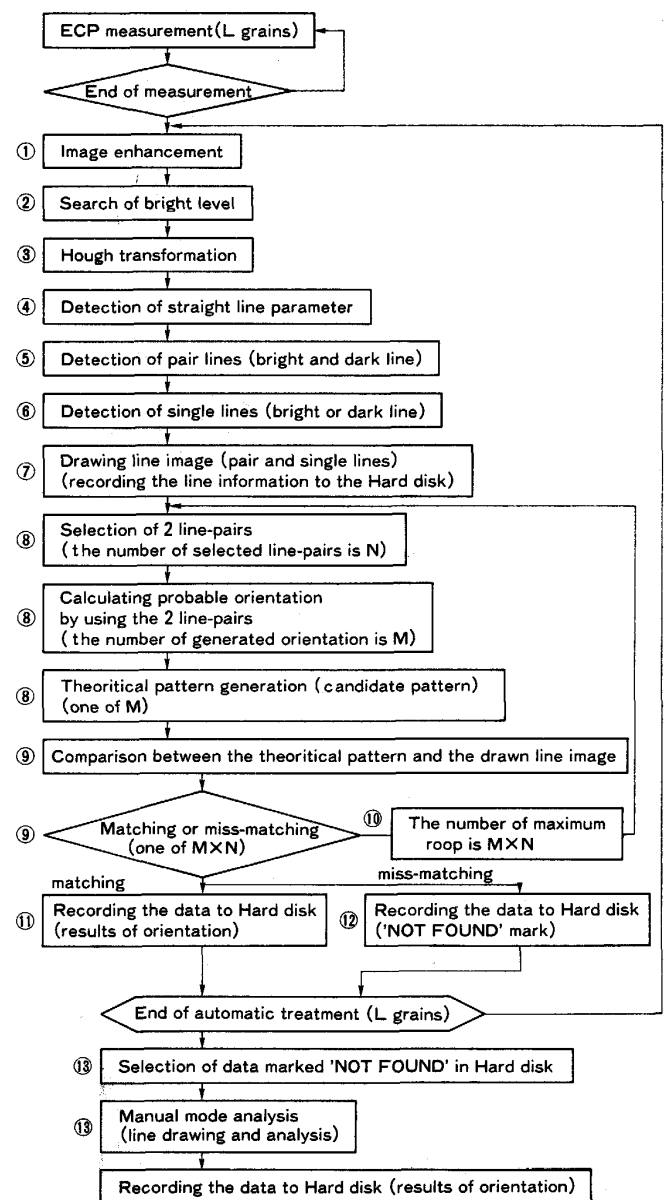 ECP measurement(L grains)
End of measurement
① Image enhancement
② Search of bright level
③ Hough transformation
④ Detection of straight line parameter
⑤ Detection of pair lines (bright and dark line)
⑥ Detection of single lines (bright or dark line)
⑦ Drawing line image (pair and single lines)
(recording the line information to the Hard disk)
⑧ Selection of 2 line-pairs
(the number of selected line-pairs is N)
⑧ Calculating probable orientation
by using the 2 line-pairs
(the number of generated orientation is M)
⑧ Theoritical pattern generation (candidate pattern)
(one of M)
⑨ Comparison between the theoritical pattern and the drawn line image
⑨ Matching or miss-matching
(one of M×N)
⑩ The number of maximum
roop is M×N
matching
miss-matching
⑪ Recording the data to Hard disk
(results of orientation)
⑫ Recording the data to Hard disk
('NOT FOUND' mark)
End of automatic treatment (L grains)
⑬ Selection of data marked 'NOT FOUND' in Hard disk
⑬ Manual mode analysis
(line drawing and analysis)
Recording the data to Hard disk (results of orientation)